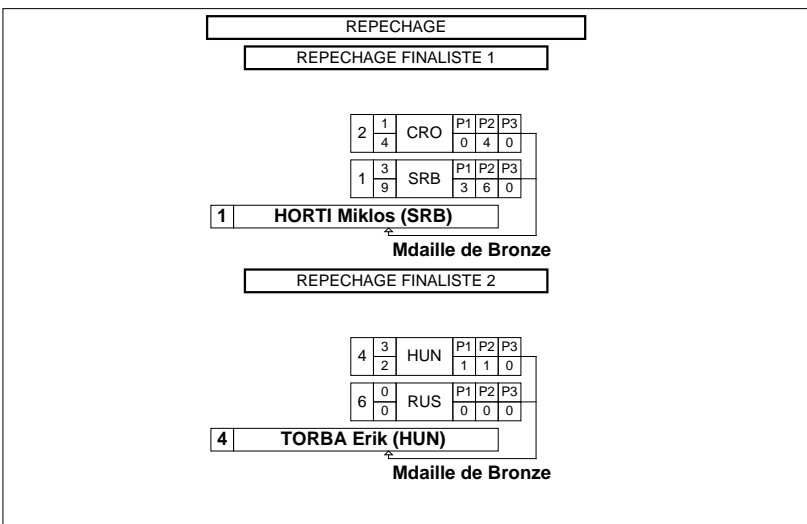 REPECHAGE
REPECHAGE FINALISTE 1
2 1 CRO P1 P2 P3
4 0 4 0
1 3 SRB P1 P2 P3
9 3 6 0
1 HORTI Miklos (SRB)
Mdaille de Bronze
REPECHAGE FINALISTE 2
4 3 HUN P1 P2 P3
2 1 1 0
6 0 RUS P1 P2 P3
0 0 0 0
4 TORBA Erik (HUN)
Mdaille de Bronze